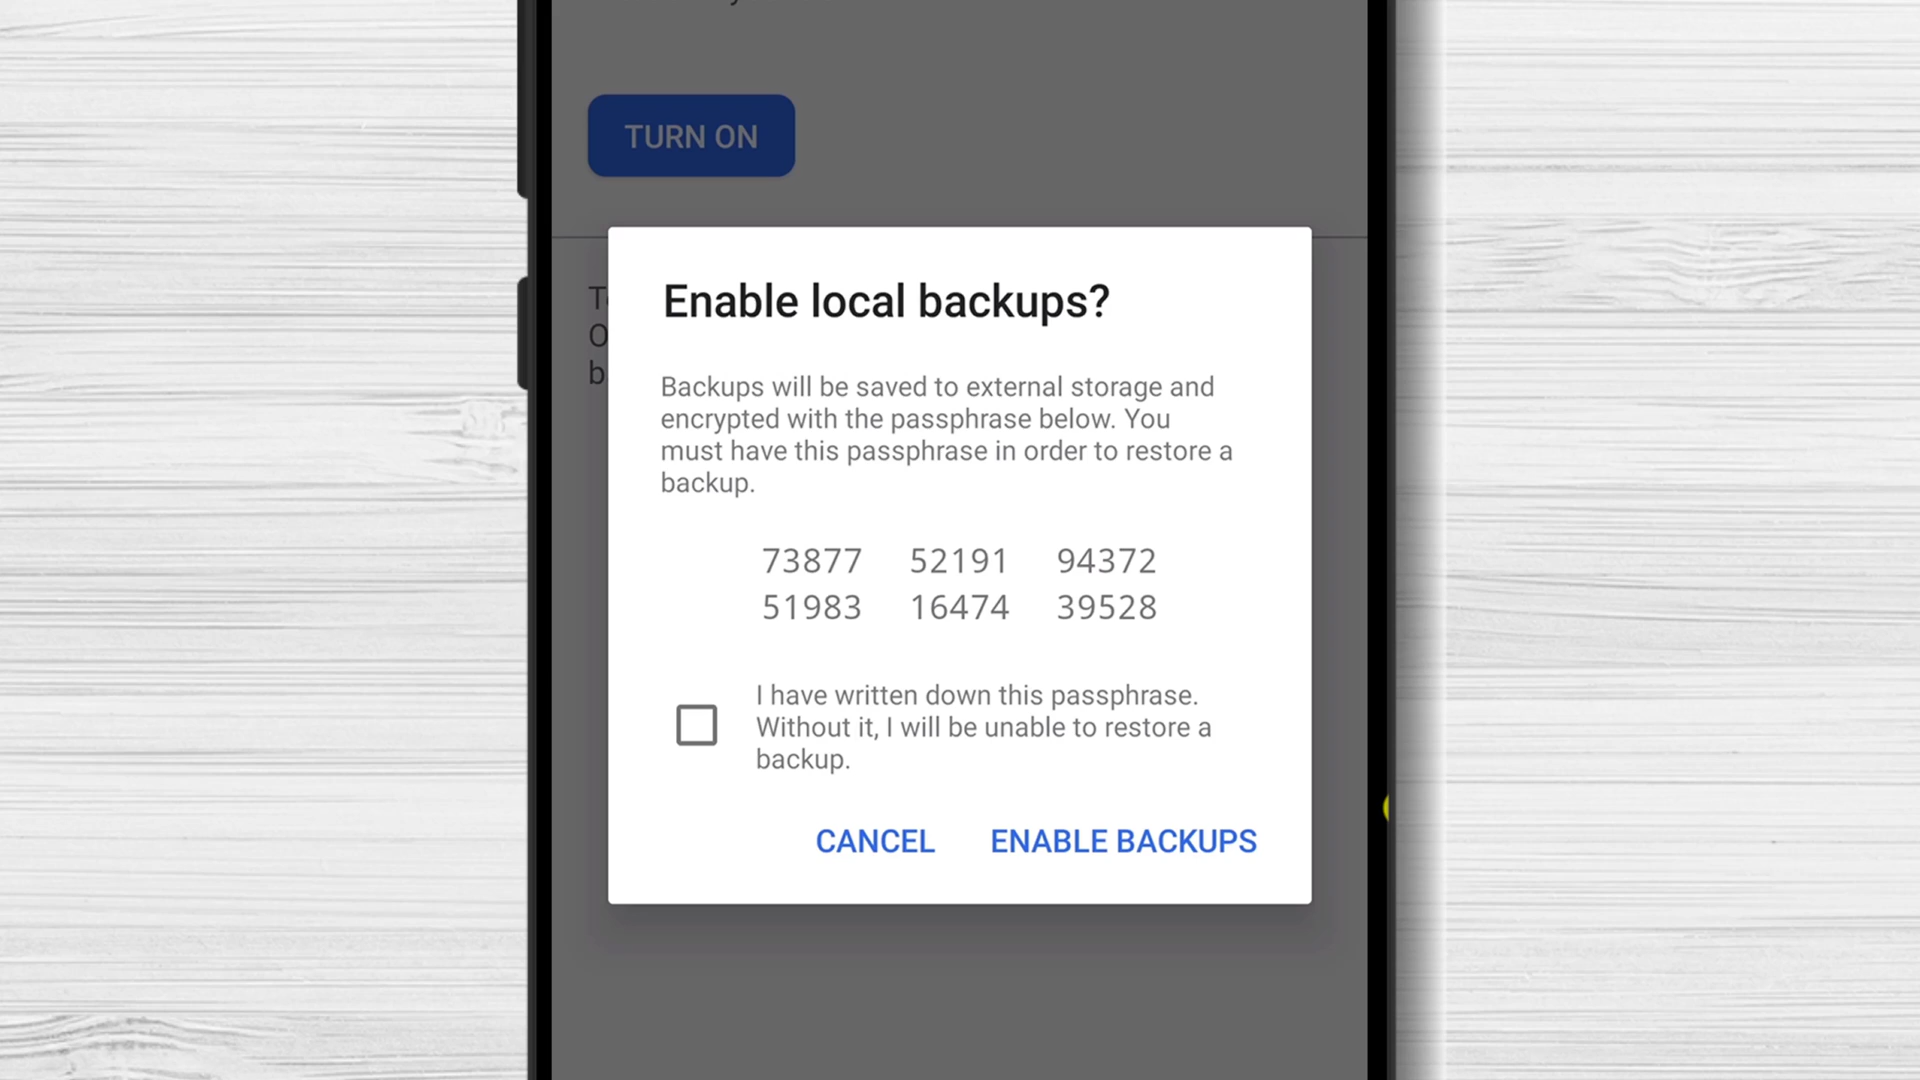 TURN ON
Enable local backups?
Backups will be saved to external storage and
encrypted with the passphrase below. You
must have this passphrase in order to restore a
backup.
73877 52191 94372
51983 16474 39528
I have written down this passphrase.
Without it, I will be unable to restore a
backup.
CANCEL ENABLE BACKUPS